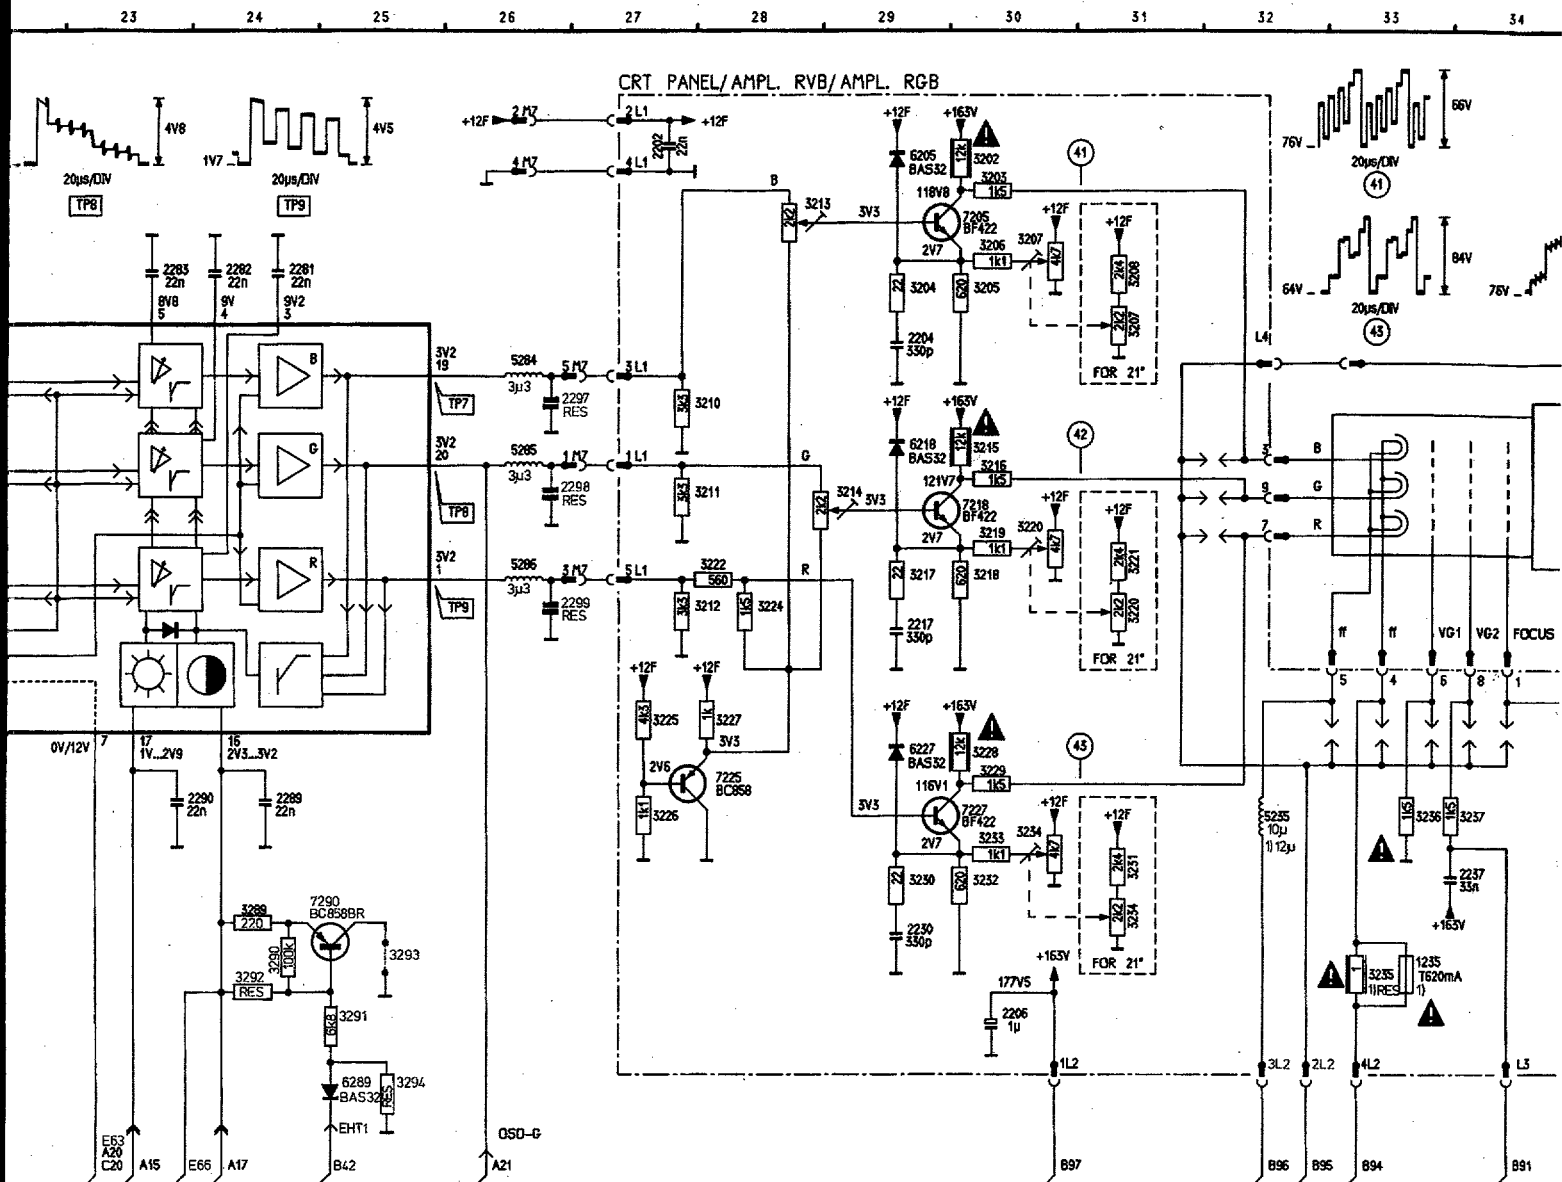 23 24 25 26 27 28 29 30 31 32 33 34
CRT PANEL/AMPL. RVB/AMPL. RGB
4V8
20µs/DIV
TP8
1V7
4V5
20µs/DIV
TP9
+12F 2 M7 2 L1 +12F
2202
22n
4 M7 4 L1
+12F +163V
6205
BAS32
12k 3202
3203
1k5
118V8
7205
BF422
3V3
2V7
3206
1k1
3207
4k7
+12F
22 3204
620 3205
2204
330p
41
+12F
2k4 3208
2k2 3207
FOR 21"
76V
66V
20µs/DIV
41
64V
84V
20µs/DIV
43
76V
B
3213
2k2
2283
22n
8V8
5
2282
22n
9V
4
2281
22n
9V2
3
B
G
R
3V2
19
TP7
3V2
20
TP8
3V2
1
TP9
5284
3µ3
5 M7 3 L1
2297
RES
5285
3µ3
1 M7 1 L1
2298
RES
5286
3µ3
3 M7 5 L1
2299
RES
3k3 3210
3k3 3211
3k3 3212
G
3214
2k2
3V3
3222
560
1k5 3224
R
+12F +163V
6218
BAS32
12k 3215
3216
1k5
121V7
7218
BF422
2V7
3219
1k1
3220
4k7
+12F
22 3217
620 3218
2217
330p
42
+12F
2k4 3221
2k2 3220
FOR 21"
L4
3 B
9 G
7 R
ff ff VG1 VG2 FOCUS
5 4 6 8 1
+12F +12F
4k3 3225
1k 3227
3V3
2V6
7225
BC858
1k1 3226
+12F +163V
6227
BAS32
12k 3228
3229
1k5
116V1
3V3
7227
BF422
2V7
3233
1k1
3234
4k7
+12F
22 3230
620 3232
2230
330p
43
+12F
2k4 3231
2k2 3234
FOR 21"
5235
10µ
1) 12µ
1k5 3236
1k5 3237
2237
33n
+163V
1 3235
1)RES
1235
T620mA
1)
+163V
177V5
2206
1µ
0V/12V 7
17
1V...2V9
16
2V3...3V2
2290
22n
2289
22n
7290
BC858BR
3289
220
3290
100k
3292
RES
3293
6k8 3291
6289
BAS32
RES 3294
EHT1
OSD-G
1L2 3L2 2L2 4L2 L3
E63
A20
C20 A15 E66 A17 B42 A21 B97 B96 B95 B94 B91